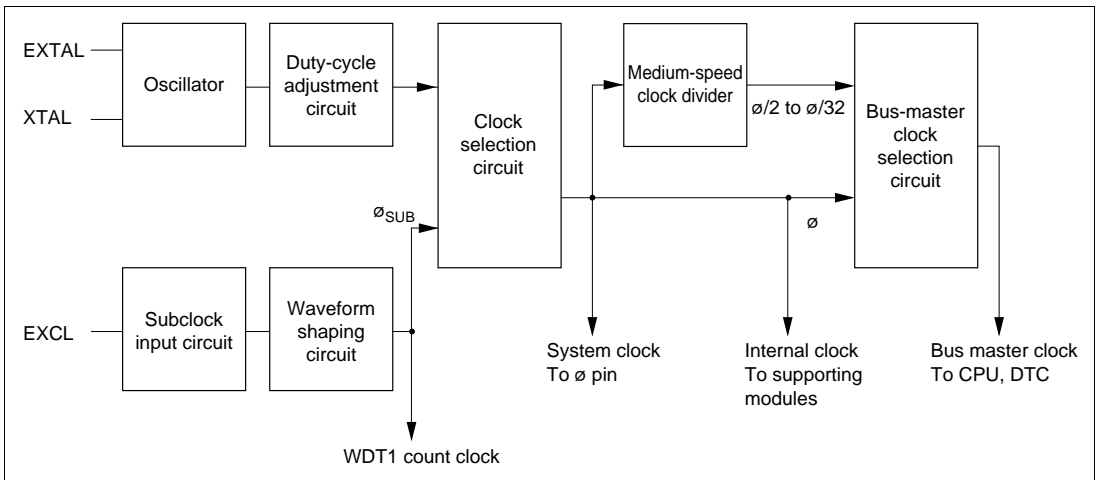 EXTAL
XTAL
Oscillator
Duty-cycle
adjustment
circuit
Clock
selection
circuit
Medium-speed
clock divider
ø/2 to ø/32
Bus-master
clock
selection
circuit
øSUB
ø
EXCL
Subclock
input circuit
Waveform
shaping
circuit
System clock
To ø pin
Internal clock
To supporting
modules
Bus master clock
To CPU, DTC
WDT1 count clock